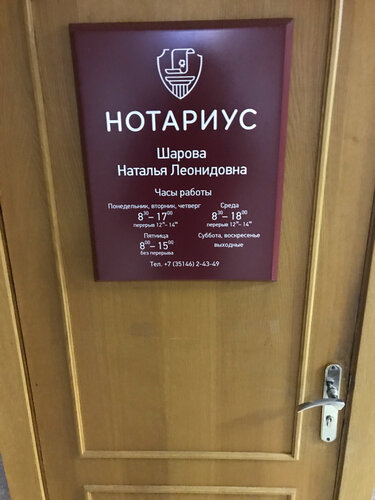 НОТАРИУС
Шарова
Наталья Леонидовна
Часы работы
Понедельник, вторник, четверг
8³⁰ – 17⁰⁰
перерыв 12⁰⁰ - 14⁰⁰
Среда
8³⁰ – 18⁰⁰
перерыв 12⁰⁰ - 14⁰⁰
Пятница
8⁰⁰ – 15⁰⁰
без перерыва
Суббота, воскресенье
выходные
Тел. +7 (35146) 2-43-49